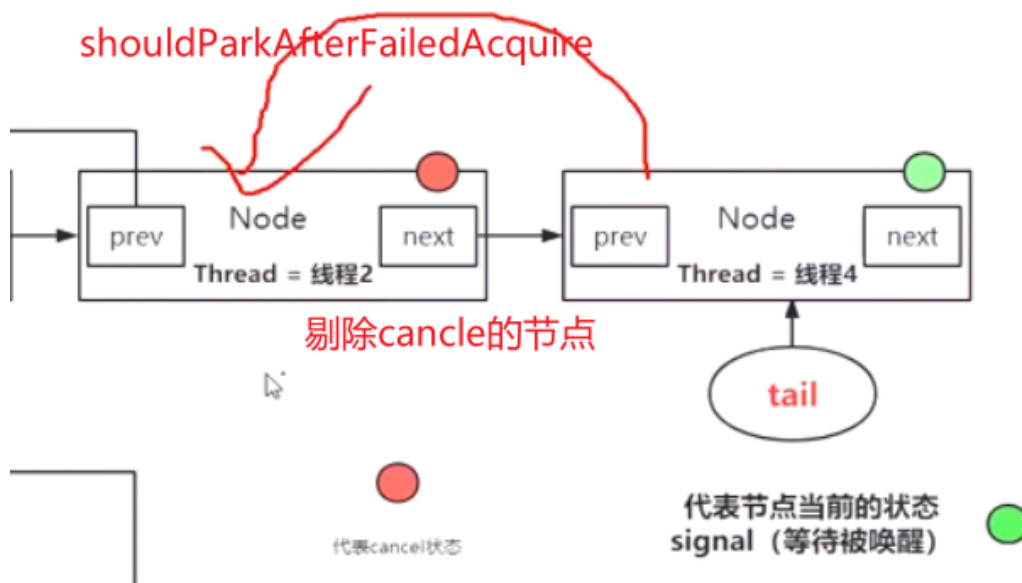 shouldParkAfterFailedAcquire
Node
prev
next
Thread = 线程2
Node
prev
next
Thread = 线程4
剔除cancle的节点
tail
代表cancel状态
代表节点当前的状态
signal（等待被唤醒）